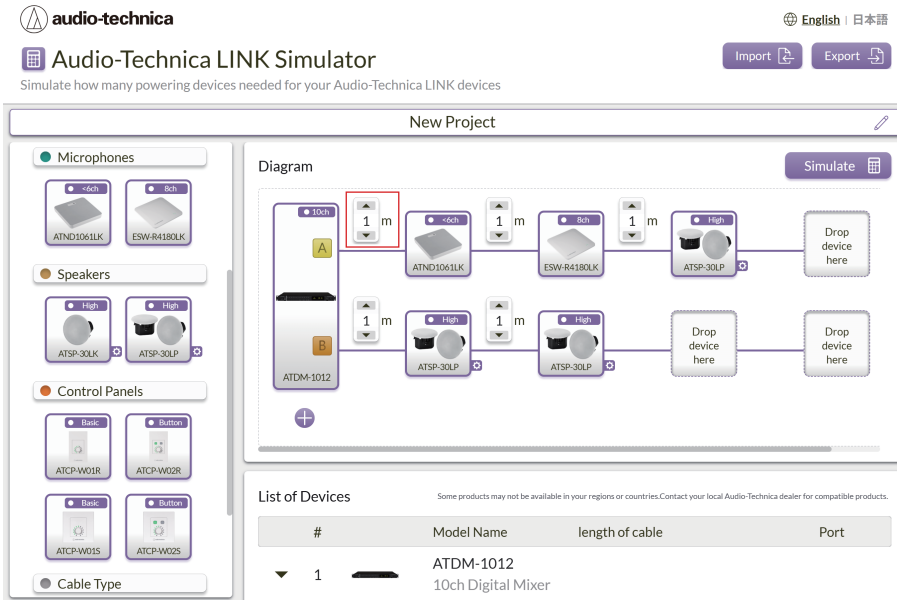 audio-technica
English | 日本語
Audio-Technica LINK Simulator
Import
Export
Simulate how many powering devices needed for your Audio-Technica LINK devices
New Project
Microphones
<6ch
ATND1061LK
8ch
ESW-R4180LK
Speakers
High
ATSP-30LK
High
ATSP-30LP
Control Panels
Basic
ATCP-W01R
Button
ATCP-W02R
Basic
ATCP-W01S
Button
ATCP-W02S
Cable Type
Diagram
Simulate
10ch
A
B
ATDM-1012
1 m
<6ch
ATND1061LK
1 m
8ch
ESW-R4180LK
1 m
High
ATSP-30LP
Drop
device
here
1 m
High
ATSP-30LP
1 m
High
ATSP-30LP
Drop
device
here
Drop
device
here
List of Devices
Some products may not be available in your regions or countries.Contact your local Audio-Technica dealer for compatible products.
# Model Name length of cable Port
1 ATDM-1012
10ch Digital Mixer